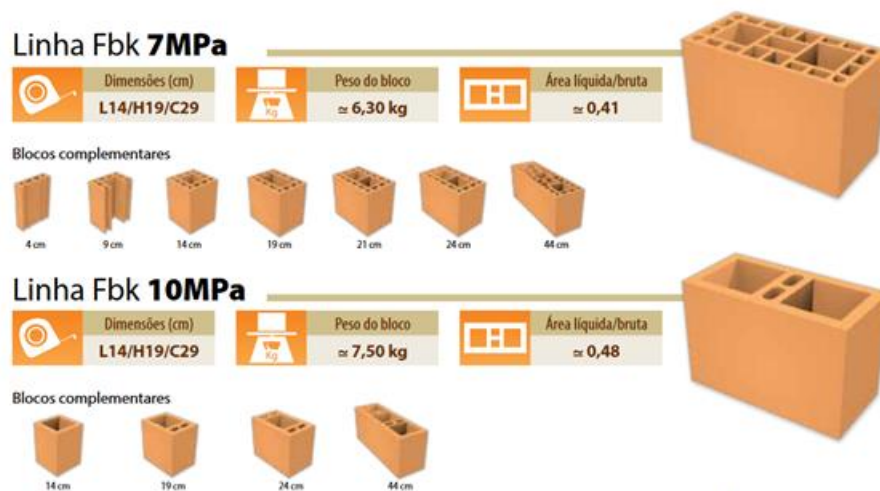 Linha Fbk 7MPa
Dimensões (cm)
L14/H19/C29
Kg
Peso do bloco
≃ 6,30 kg
Área líquida/bruta
≃ 0,41
Blocos complementares
4 cm 9 cm 14 cm 19 cm 21 cm 24 cm 44 cm
Linha Fbk 10MPa
Dimensões (cm)
L14/H19/C29
Kg
Peso do bloco
≃ 7,50 kg
Área líquida/bruta
≃ 0,48
Blocos complementares
14 cm 19 cm 24 cm 44 cm